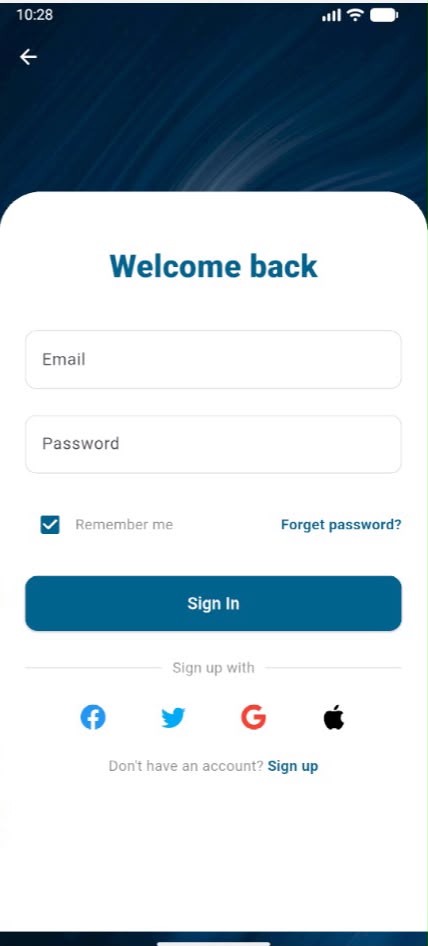 10:28
Welcome back
Email
Password
Remember me Forget password?
Sign In
Sign up with
Don't have an account? Sign up